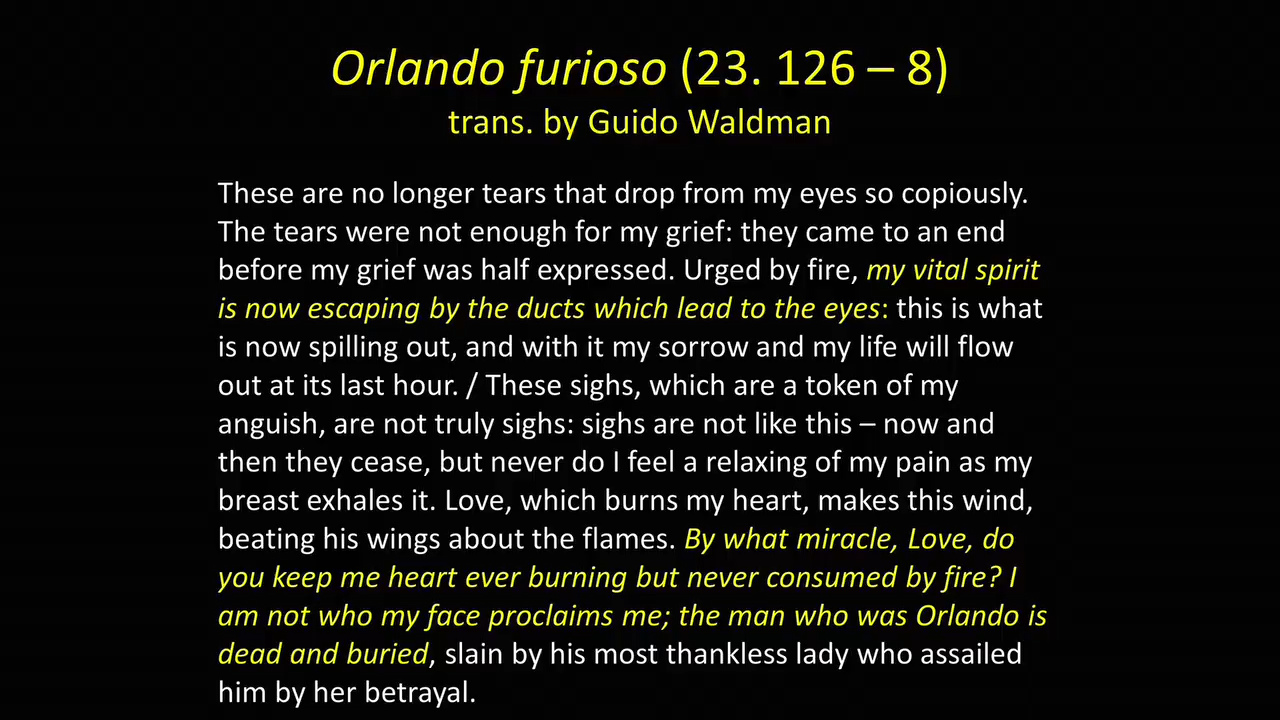 Orlando furioso (23. 126 – 8)
trans. by Guido Waldman
These are no longer tears that drop from my eyes so copiously.
The tears were not enough for my grief: they came to an end
before my grief was half expressed. Urged by fire, my vital spirit
is now escaping by the ducts which lead to the eyes: this is what
is now spilling out, and with it my sorrow and my life will flow
out at its last hour. / These sighs, which are a token of my
anguish, are not truly sighs: sighs are not like this – now and
then they cease, but never do I feel a relaxing of my pain as my
breast exhales it. Love, which burns my heart, makes this wind,
beating his wings about the flames. By what miracle, Love, do
you keep me heart ever burning but never consumed by fire? I
am not who my face proclaims me; the man who was Orlando is
dead and buried, slain by his most thankless lady who assailed
him by her betrayal.